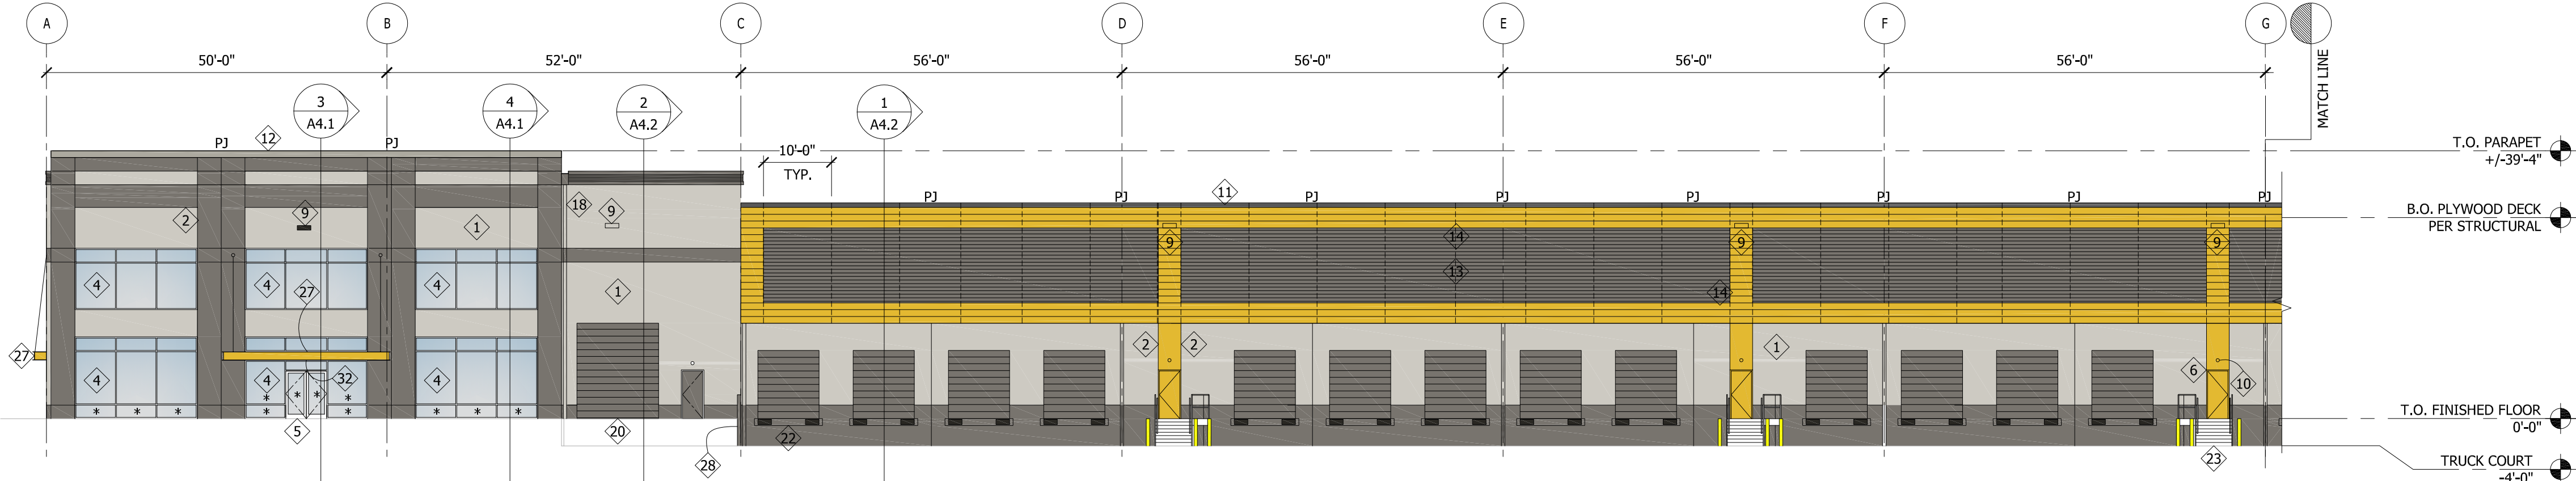 A
B
C
D
E
F
G
50'-0"
52'-0"
56'-0"
56'-0"
56'-0"
56'-0"
MATCH LINE
3
A4.1
4
A4.1
2
A4.2
1
A4.2
12
PJ
PJ
10'-0"
TYP.
T.O. PARAPET
+/-39'-4"
11
PJ
PJ
PJ
PJ
PJ
PJ
PJ
PJ
2
9
1
18
9
B.O. PLYWOOD DECK
PER STRUCTURAL
14
9
9
9
13
4
4
27
4
1
14
27
2
2
1
4
4
32
4
6
10
*
*
*
*
*
*
*
*
*
*
*
*
*
*
T.O. FINISHED FLOOR
0'-0"
5
20
22
28
23
TRUCK COURT
-4'-0"